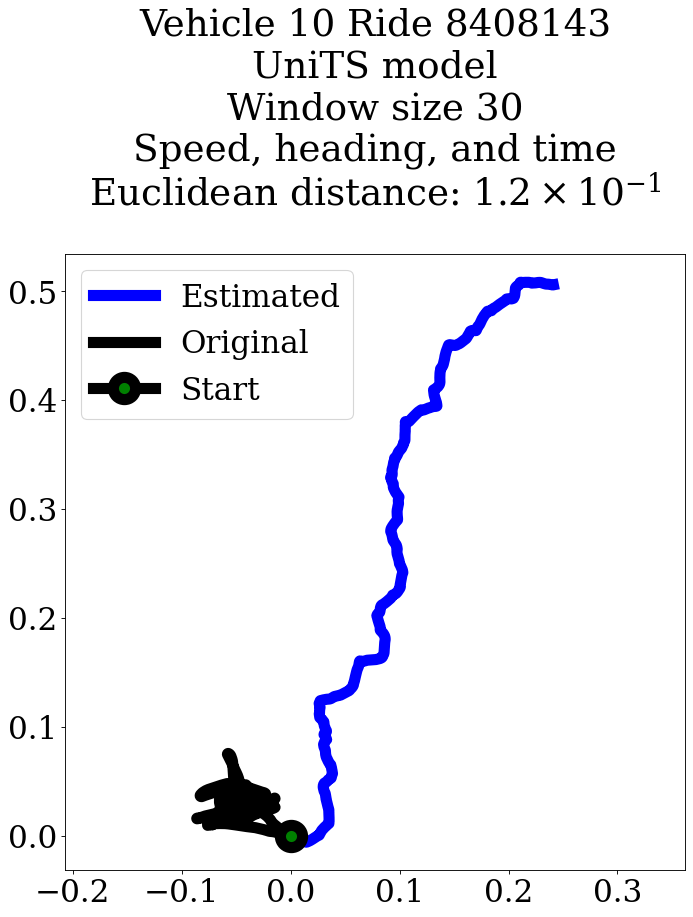 Vehicle 10 Ride 8408143
UniTS model
Window size 30
Speed, heading, and time
Euclidean distance: 1.2 × 10⁻¹
Estimated
Original
Start
0.5
0.4
0.3
0.2
0.1
0.0
−0.2 −0.1 0.0 0.1 0.2 0.3